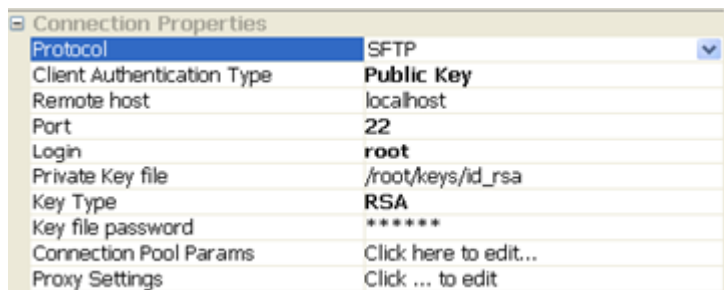 Connection Properties
Protocol SFTP
Client Authentication Type Public Key
Remote host localhost
Port 22
Login root
Private Key file /root/keys/id_rsa
Key Type RSA
Key file password ******
Connection Pool Params Click here to edit...
Proxy Settings Click ... to edit